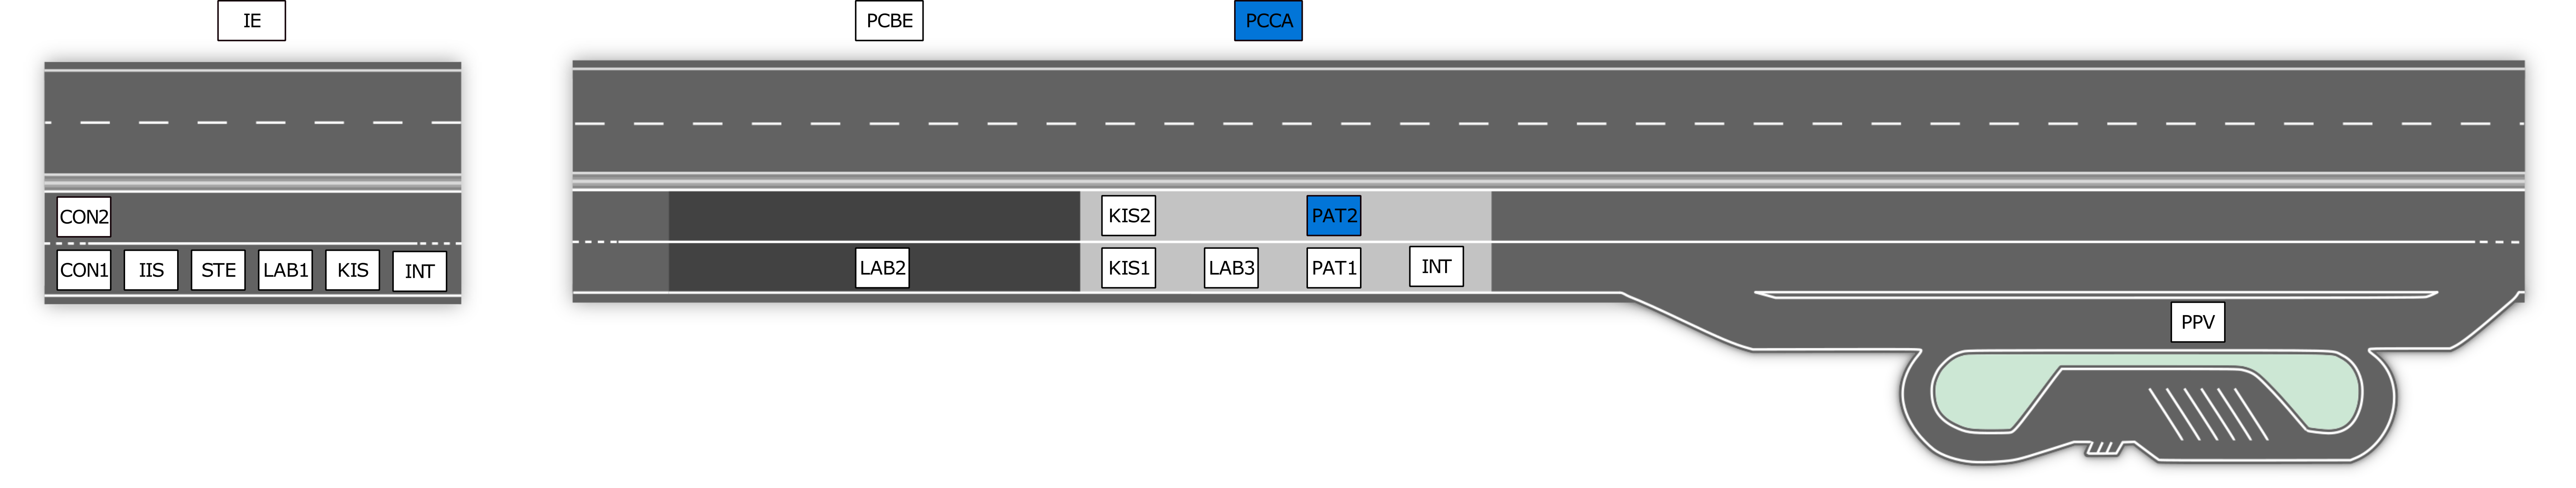 IE
PCBE
PCCA
CON2
CON1 IIS STE LAB1 KIS INT
KIS2 PAT2
LAB2 KIS1 LAB3 PAT1 INT
PPV